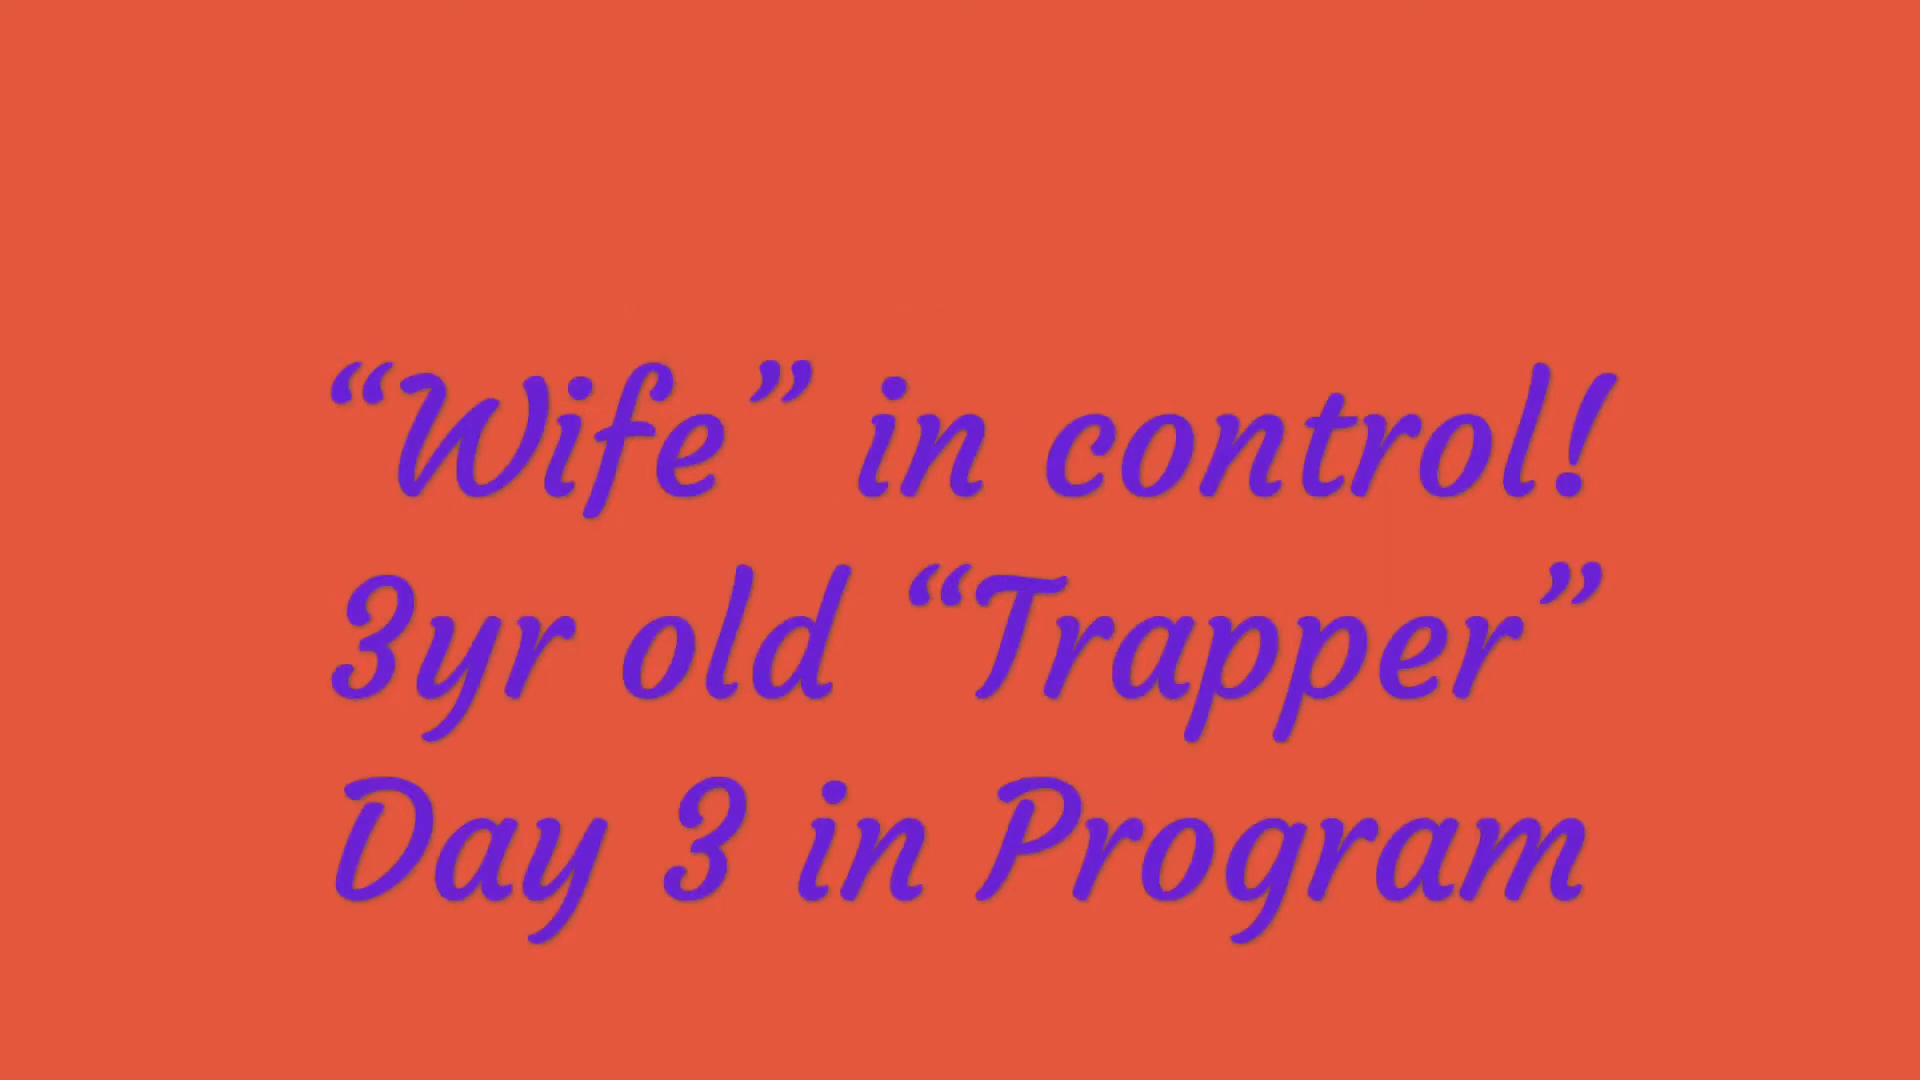 “Wife” in control!
3yr old “Trapper”
Day 3 in Program